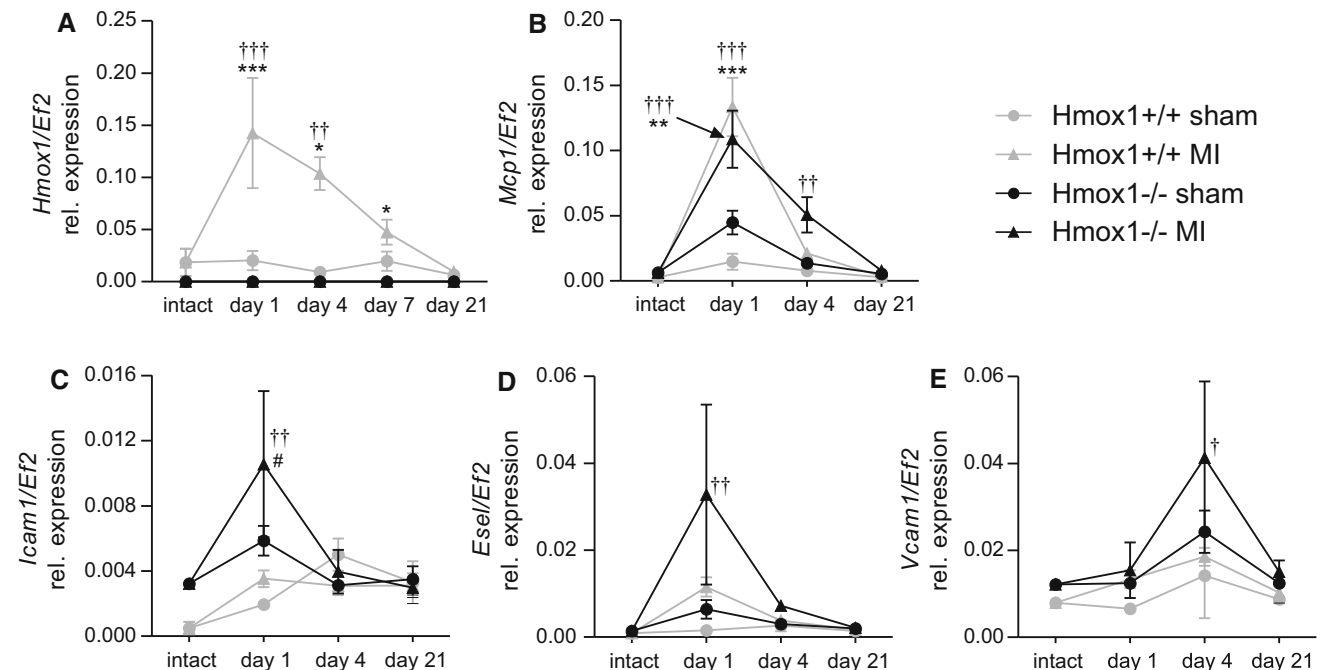 A
Hmox1/Ef2
rel. expression
0.25
0.20
0.15
0.10
0.05
0.00
†††
***
††
*
*
intact day 1 day 4 day 7 day 21
B
Mcp1/Ef2
rel. expression
0.20
0.15
0.10
0.05
0.00
†††
**
†††
***
††
intact day 1 day 4 day 21
Hmox1+/+ sham
Hmox1+/+ MI
Hmox1-/- sham
Hmox1-/- MI
C
Icam1/Ef2
rel. expression
0.016
0.012
0.008
0.004
0.000
††
#
intact day 1 day 4 day 21
D
Esel/Ef2
rel. expression
0.06
0.04
0.02
0.00
††
intact day 1 day 4 day 21
E
Vcam1/Ef2
rel. expression
0.06
0.04
0.02
0.00
†
intact day 1 day 4 day 21